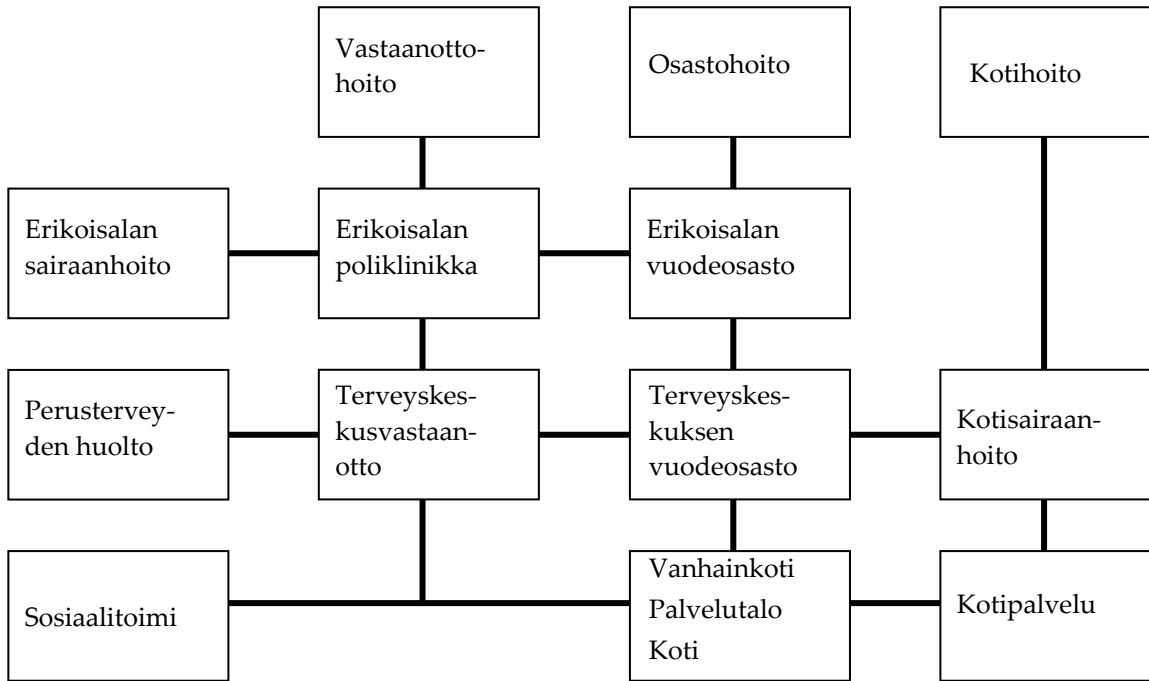 Vastaanotto-
hoito
Osastohoito
Kotihoito
Erikoisalan
sairaanhoito
Erikoisalan
poliklinikka
Erikoisalan
vuodeosasto
Perustervey-
den huolto
Terveyskes-
kusvastaan-
otto
Terveyskes-
kuksen
vuodeosasto
Kotisairaan-
hoito
Sosiaalitoimi
Vanhainkoti
Palvelutalo
Koti
Kotipalvelu